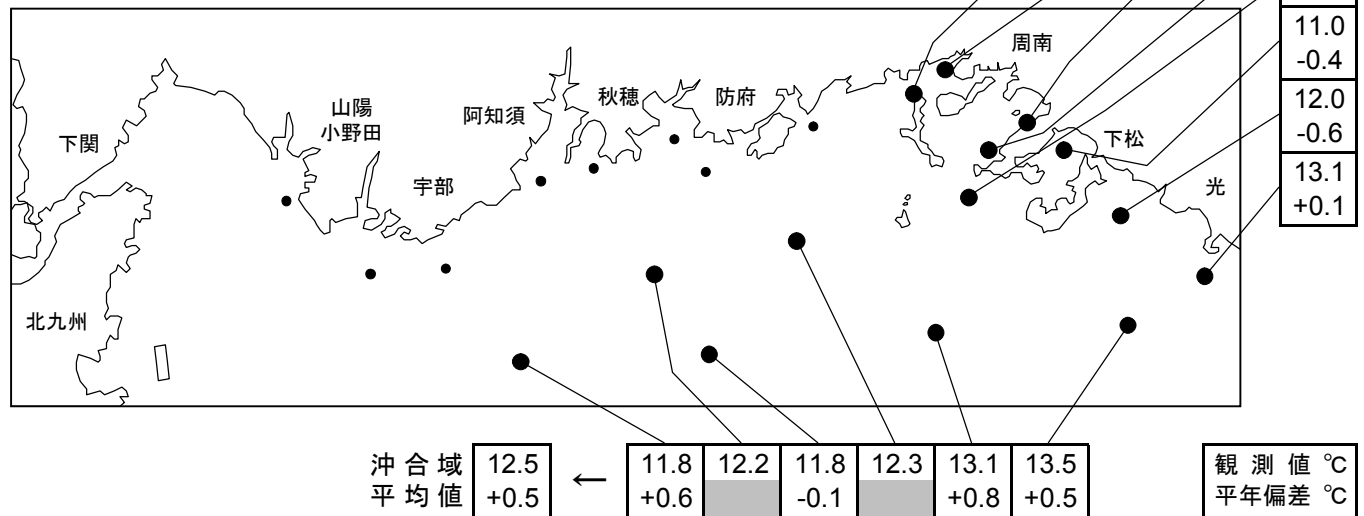 周南
11.0
-0.4
12.0
-0.6
13.1
+0.1
山陽
小野田
阿知須
秋穂
防府
下松
下関
宇部
光
北九州
沖合域
平均値
12.5
+0.5
←
11.8
+0.6
12.2
11.8
-0.1
12.3
13.1
+0.8
13.5
+0.5
観測値 ℃
平年偏差 ℃